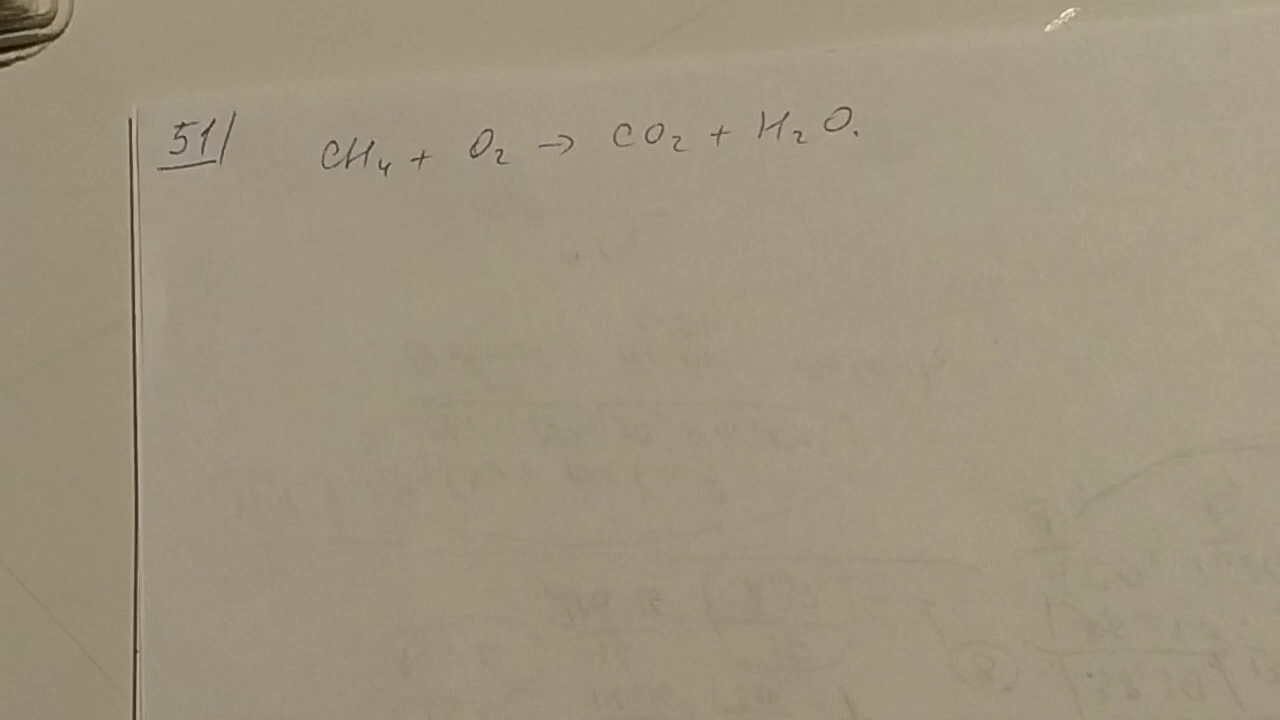 51/ CH₄ + O₂ → CO₂ + H₂O.